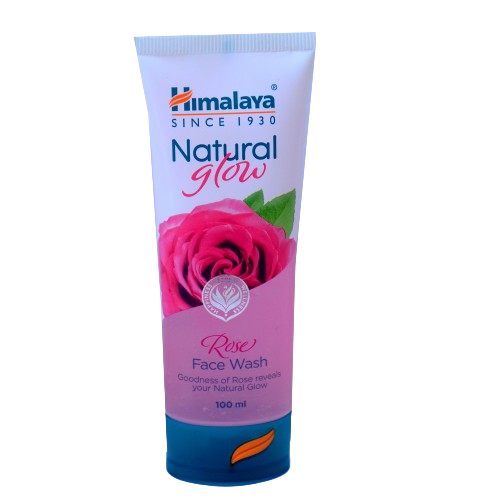 Himalaya®
SINCE 1930
Natural
glow
Rose
Face Wash
Goodness of Rose reveals
your Natural Glow
100 ml